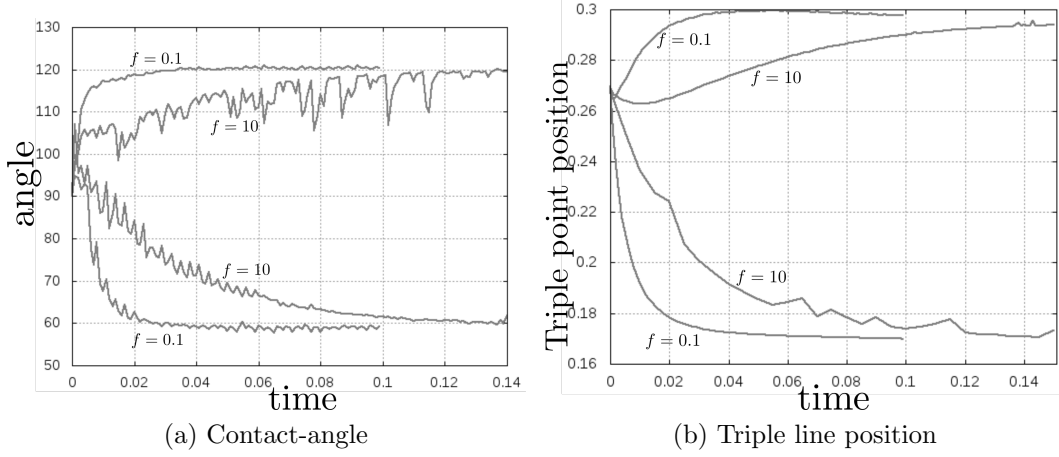 130
120
110
100
90
80
70
60
50
angle
f = 0.1
f = 10
f = 10
f = 0.1
0 0.02 0.04 0.06 0.08 0.1 0.12 0.14
time
(a) Contact-angle
0.3
0.28
0.26
0.24
0.22
0.2
0.18
0.16
Triple point position
f = 0.1
f = 10
f = 10
f = 0.1
0 0.02 0.04 0.06 0.08 0.1 0.12 0.14
time
(b) Triple line position